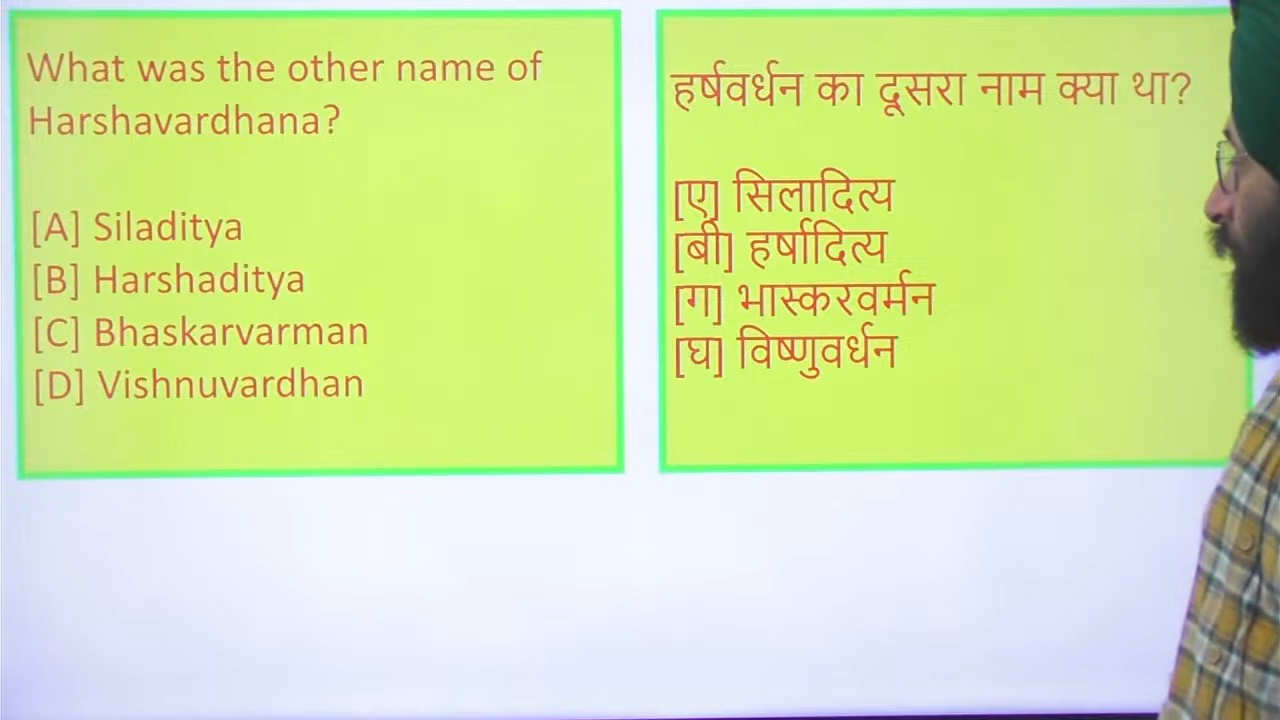 What was the other name of
Harshavardhana?
[A] Siladitya
[B] Harshaditya
[C] Bhaskarvarman
[D] Vishnuvardhan
हर्षवर्धन का दूसरा नाम क्या था?
[ए] सिलादित्य
[बी] हर्षादित्य
[ग] भास्करवर्मन
[घ] विष्णुवर्धन